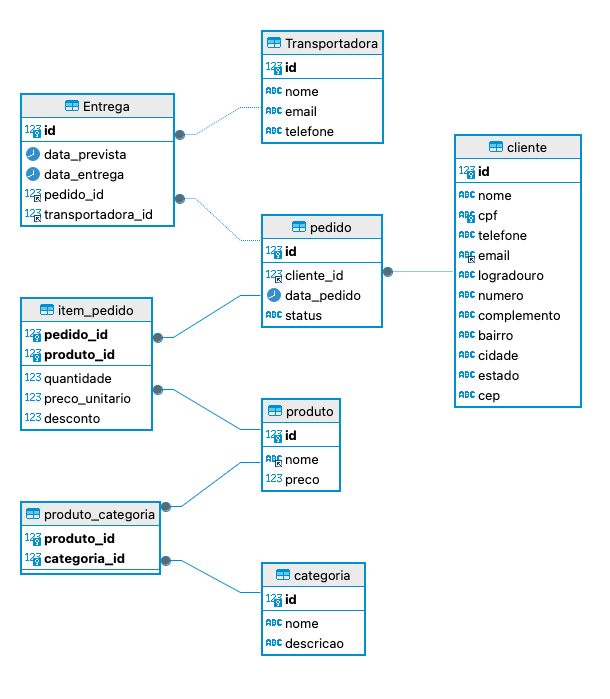 Transportadora
123 id
ABC nome
ABC email
ABC telefone
Entrega
123 id
data_prevista
data_entrega
123 pedido_id
123 transportadora_id
cliente
123 id
ABC nome
ABC cpf
ABC telefone
ABC email
ABC logradouro
ABC numero
ABC complemento
ABC bairro
ABC cidade
ABC estado
ABC cep
pedido
123 id
123 cliente_id
data_pedido
ABC status
item_pedido
123 pedido_id
123 produto_id
123 quantidade
123 preco_unitario
123 desconto
produto
123 id
ABC nome
123 preco
produto_categoria
123 produto_id
123 categoria_id
categoria
123 id
ABC nome
ABC descricao